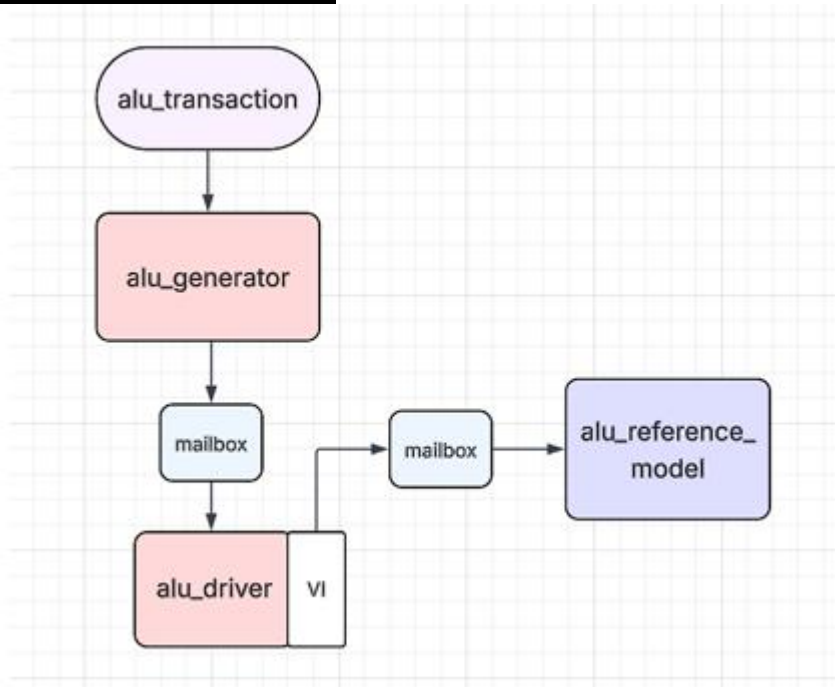 alu_transaction
alu_generator
mailbox
mailbox
alu_reference_
model
alu_driver
VI